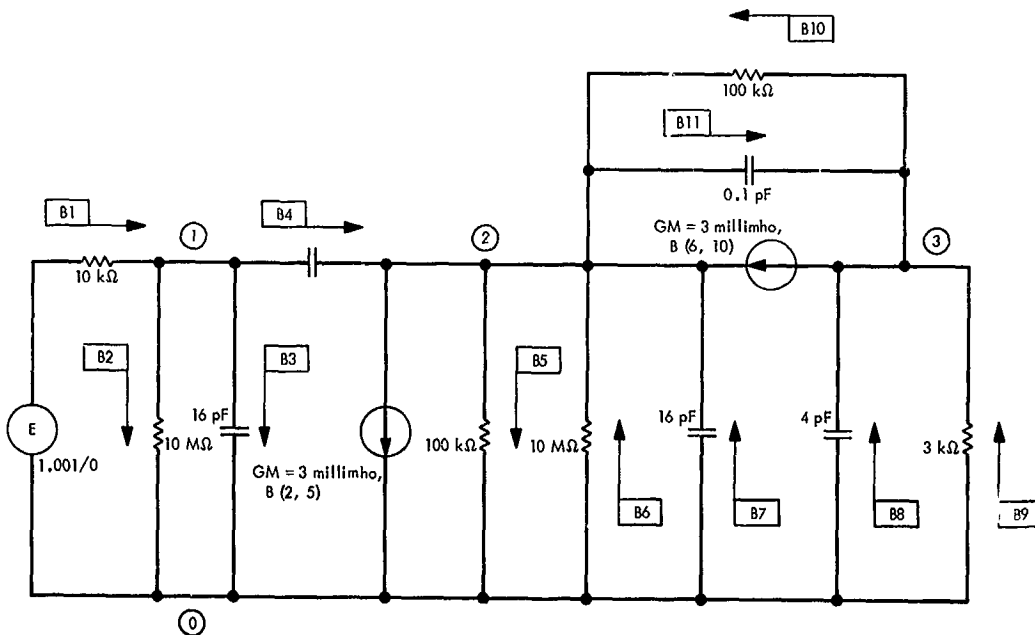 B10
100 kΩ
B11
0.1 pF
B1
B4
GM = 3 millimho,
B (6, 10)
1
2
3
10 kΩ
B2
B3
B5
E
1.001/0
10 MΩ
16 pF
GM = 3 millimho,
B (2, 5)
100 kΩ
10 MΩ
16 pF
4 pF
3 kΩ
B6
B7
B8
B9
0